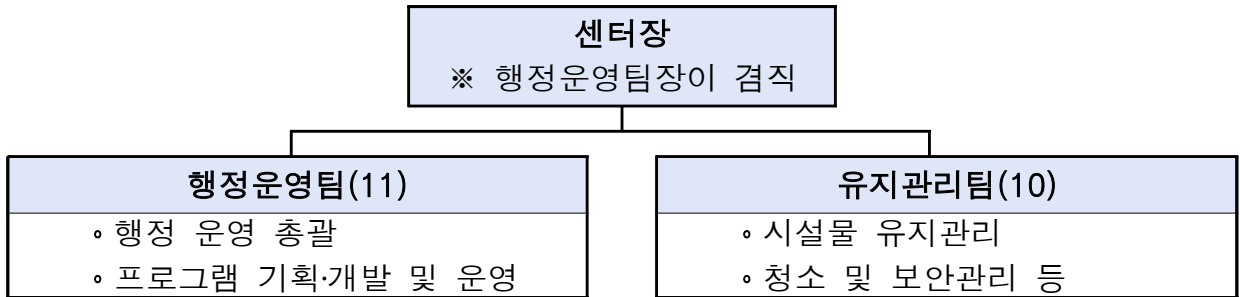 센터장
※ 행정운영팀장이 겸직
행정운영팀(11)
∘행정 운영 총괄
∘프로그램 기획·개발 및 운영
유지관리팀(10)
∘시설물 유지관리
∘청소 및 보안관리 등